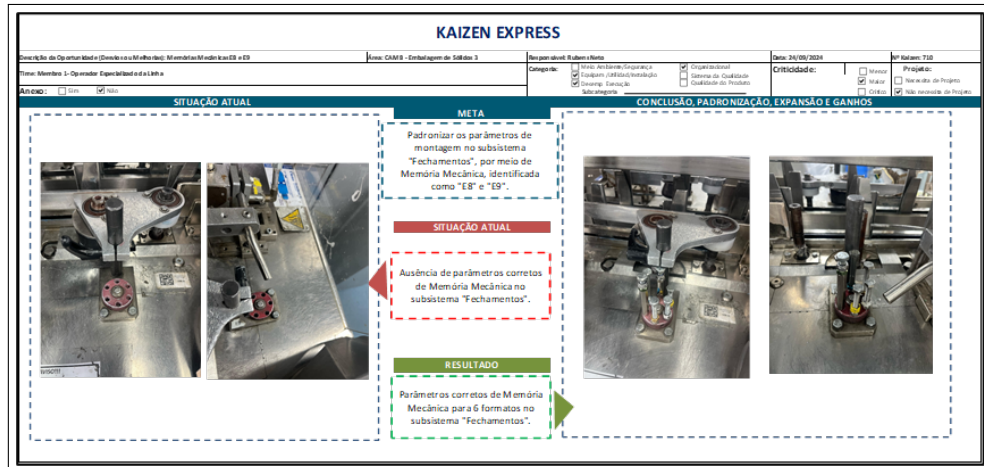 KAIZEN EXPRESS
Descrição da Oportunidade (Desvios ou Melhorias): Memórias Mecânicas E8 e E9
Área: CAM 8 - Embalagem de Sólidos 3
Responsável: Rubens Neto
Data: 24/09/2024
Nº Kaizen: 710
Time: Membro 1- Operador Especializado da Linha
Categoria:
Meio Ambiente/Segurança
Equipam /Utilidad/Instalação
Desemp. Execução
Organizacional
Sistema da Qualidade
Qualidade do Produto
Subcategoria
Criticidade:
Menor
Maior
Crítico
Projeto:
Necessita de Projeto
Não necessita de Projeto
Anexo: Sim Não
SITUAÇÃO ATUAL
META
Padronizar os parâmetros de
montagem no subsistema
"Fechamentos", por meio de
Memória Mecânica, identificada
como "E8" e "E9".
SITUAÇÃO ATUAL
Ausência de parâmetros corretos
de Memória Mecânica no
subsistema "Fechamentos".
RESULTADO
Parâmetros corretos de Memória
Mecânica para 6 formatos no
subsistema "Fechamentos".
CONCLUSÃO, PADRONIZAÇÃO, EXPANSÃO E GANHOS